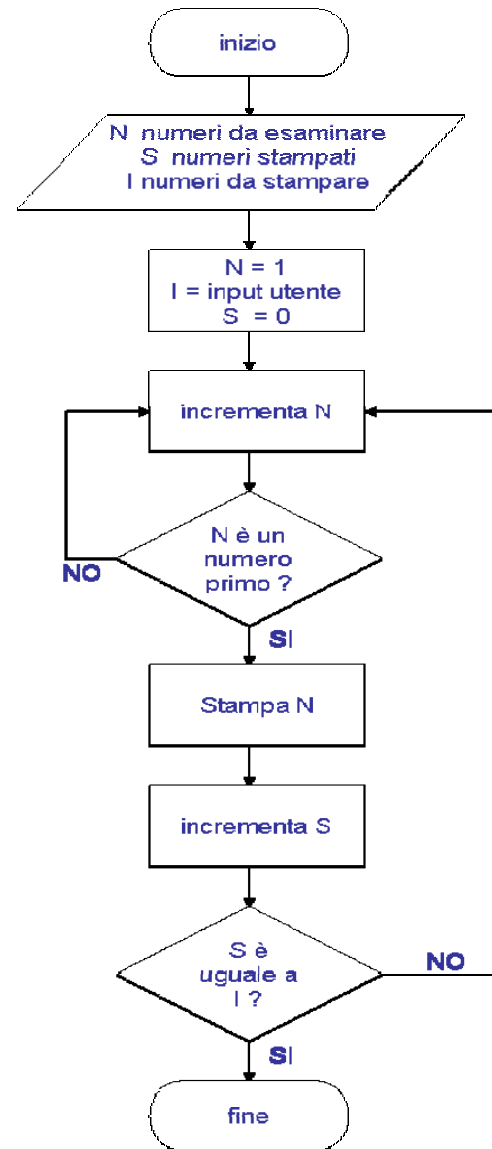 inizio
N numeri da esaminare
S numeri stampati
I numeri da stampare
N = 1
I = input utente
S = 0
incrementa N
N è un
numero
primo ?
NO
SI
Stampa N
incrementa S
S è
uguale a
I ?
NO
SI
fine